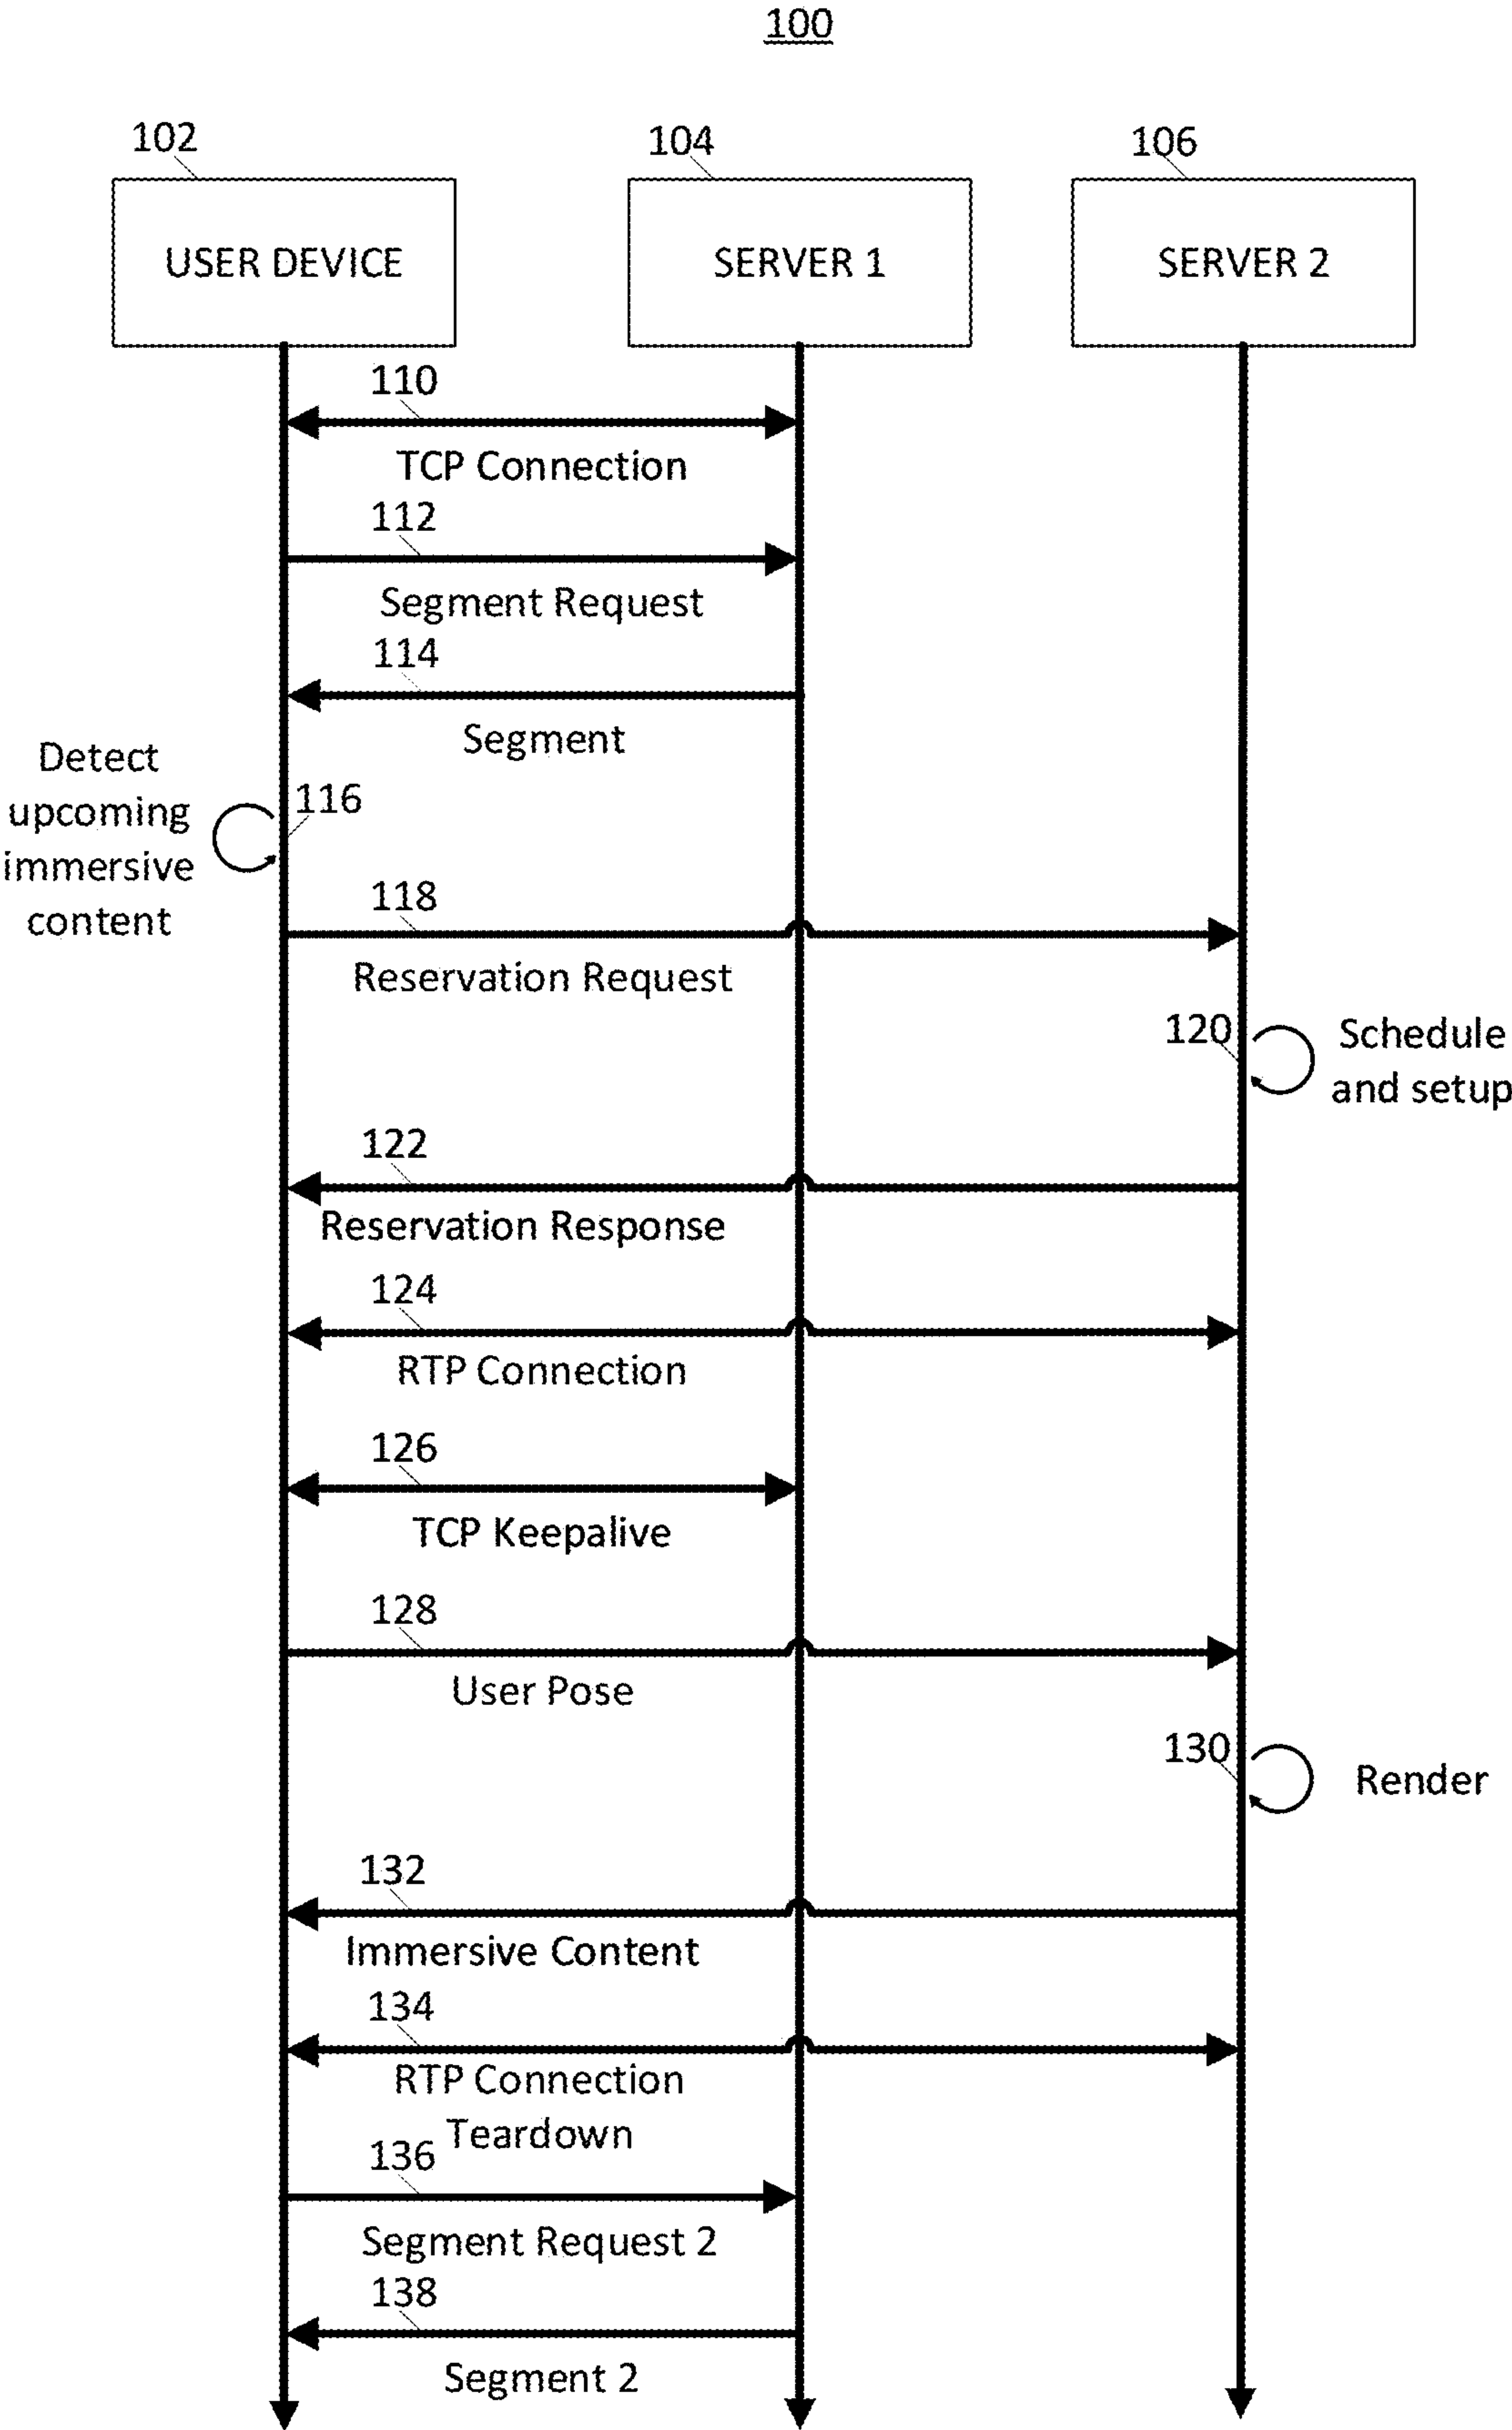 100
102
104
106
USER DEVICE
SERVER 1
SERVER 2
110
TCP Connection
112
Segment Request
114
Segment
Detect
upcoming
immersive
content
116
118
Reservation Request
120
Schedule
and setup
122
Reservation Response
124
RTP Connection
126
TCP Keepalive
128
User Pose
130
Render
132
Immersive Content
134
RTP Connection
Teardown
136
Segment Request 2
138
Segment 2